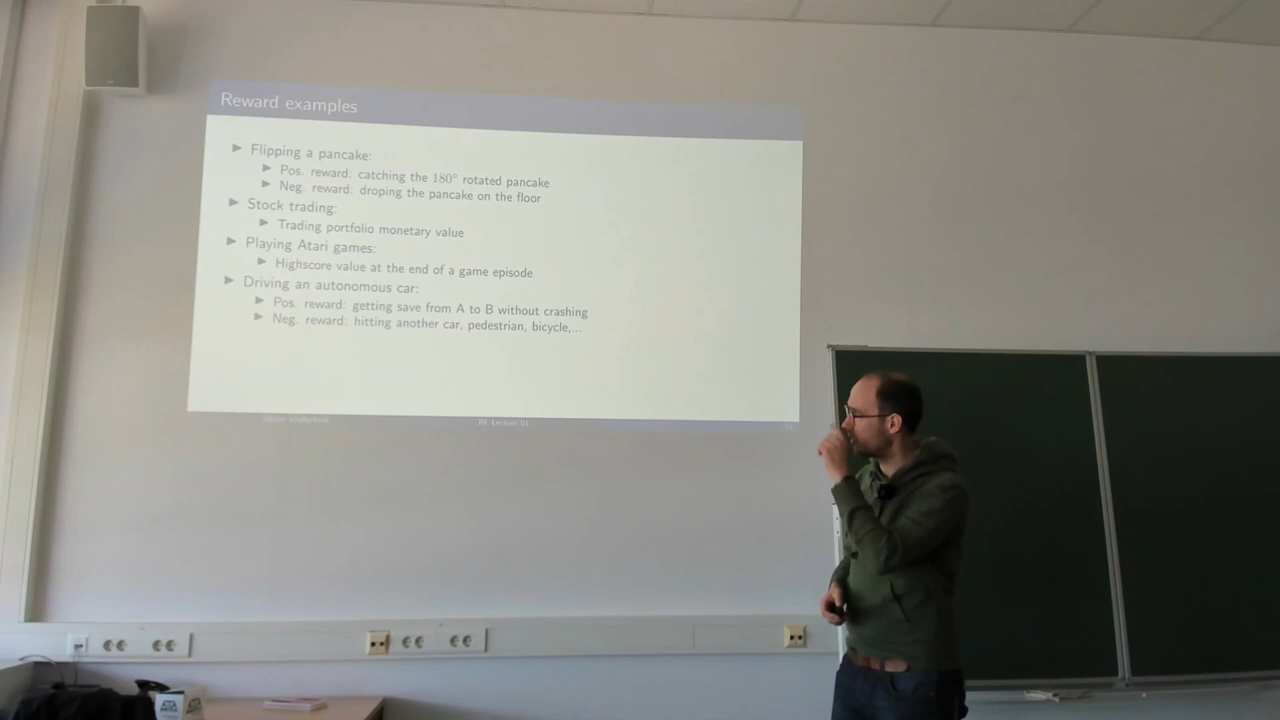 Reward examples
Flipping a pancake:
Pos. reward: catching the 180° rotated pancake
Neg. reward: droping the pancake on the floor
Stock trading:
Trading portfolio monetary value
Playing Atari games:
Highscore value at the end of a game episode
Driving an autonomous car:
Pos. reward: getting save from A to B without crashing
Neg. reward: hitting another car, pedestrian, bicycle,...
RL Lecture 01